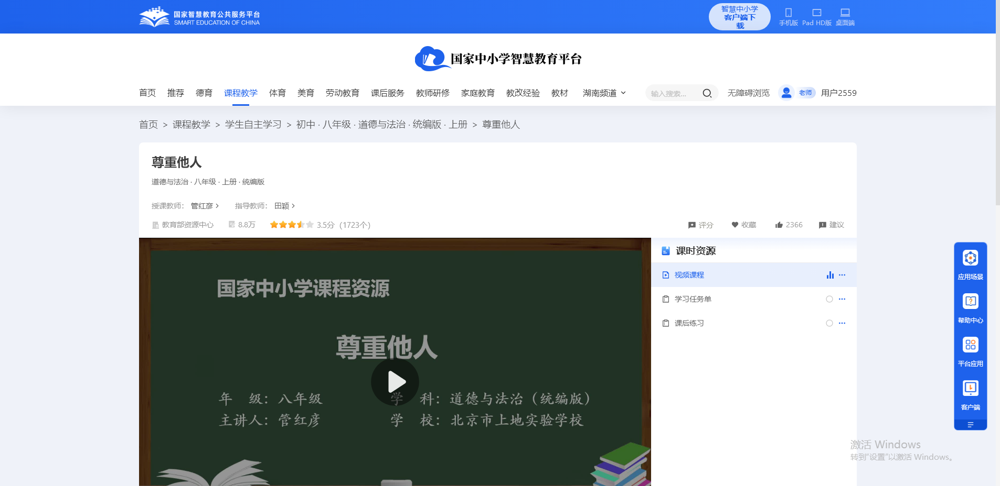 国家智慧教育公共服务平台
SMART EDUCATION OF CHINA
智慧中小学
客户端下
载
手机版 Pad HD版 桌面端
国家中小学智慧教育平台
首页 推荐 德育 课程教学 体育 美育 劳动教育 课后服务 教师研修 家庭教育 教改经验 教材 湖南频道 输入搜索... 无障碍浏览 老师 用户2559
首页 > 课程教学 > 学生自主学习 > 初中 · 八年级 · 道德与法治 · 统编版 · 上册 > 尊重他人
尊重他人
道德与法治 · 八年级 · 上册 · 统编版
授课教师： 管红彦 > 指导教师： 田颖 >
教育部资源中心 8.8万 3.5分（1723个） 评分 收藏 2366 建议
国家中小学课程资源
尊重他人
年 级：八年级 学 科：道德与法治（统编版）
主讲人：管红彦 学 校：北京市上地实验学校
课时资源
视频课程
学习任务单
课后练习
应用场景
帮助中心
平台应用
客户端
激活 Windows
转到"设置"以激活 Windows。